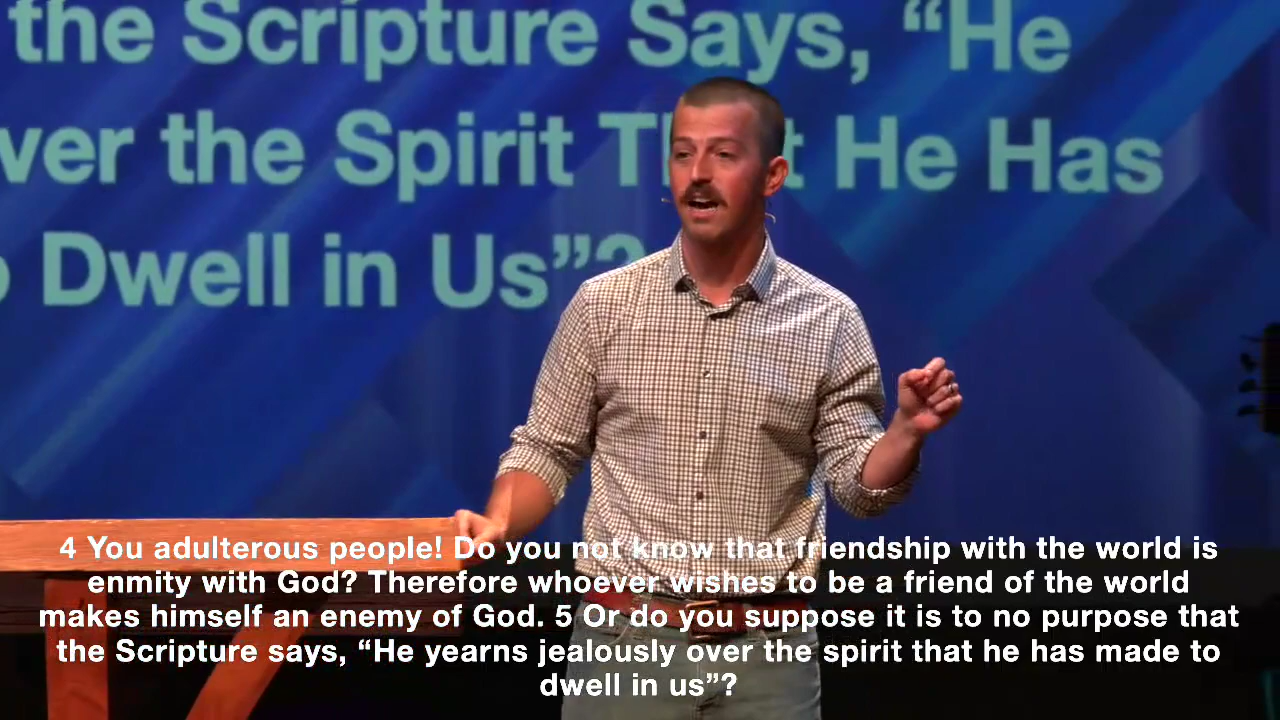 the Scripture Says, “He
ver the Spirit That He Has
Dwell in Us”?
4 You adulterous people! Do you not know that friendship with the world is
enmity with God? Therefore whoever wishes to be a friend of the world
makes himself an enemy of God. 5 Or do you suppose it is to no purpose that
the Scripture says, “He yearns jealously over the spirit that he has made to
dwell in us”?